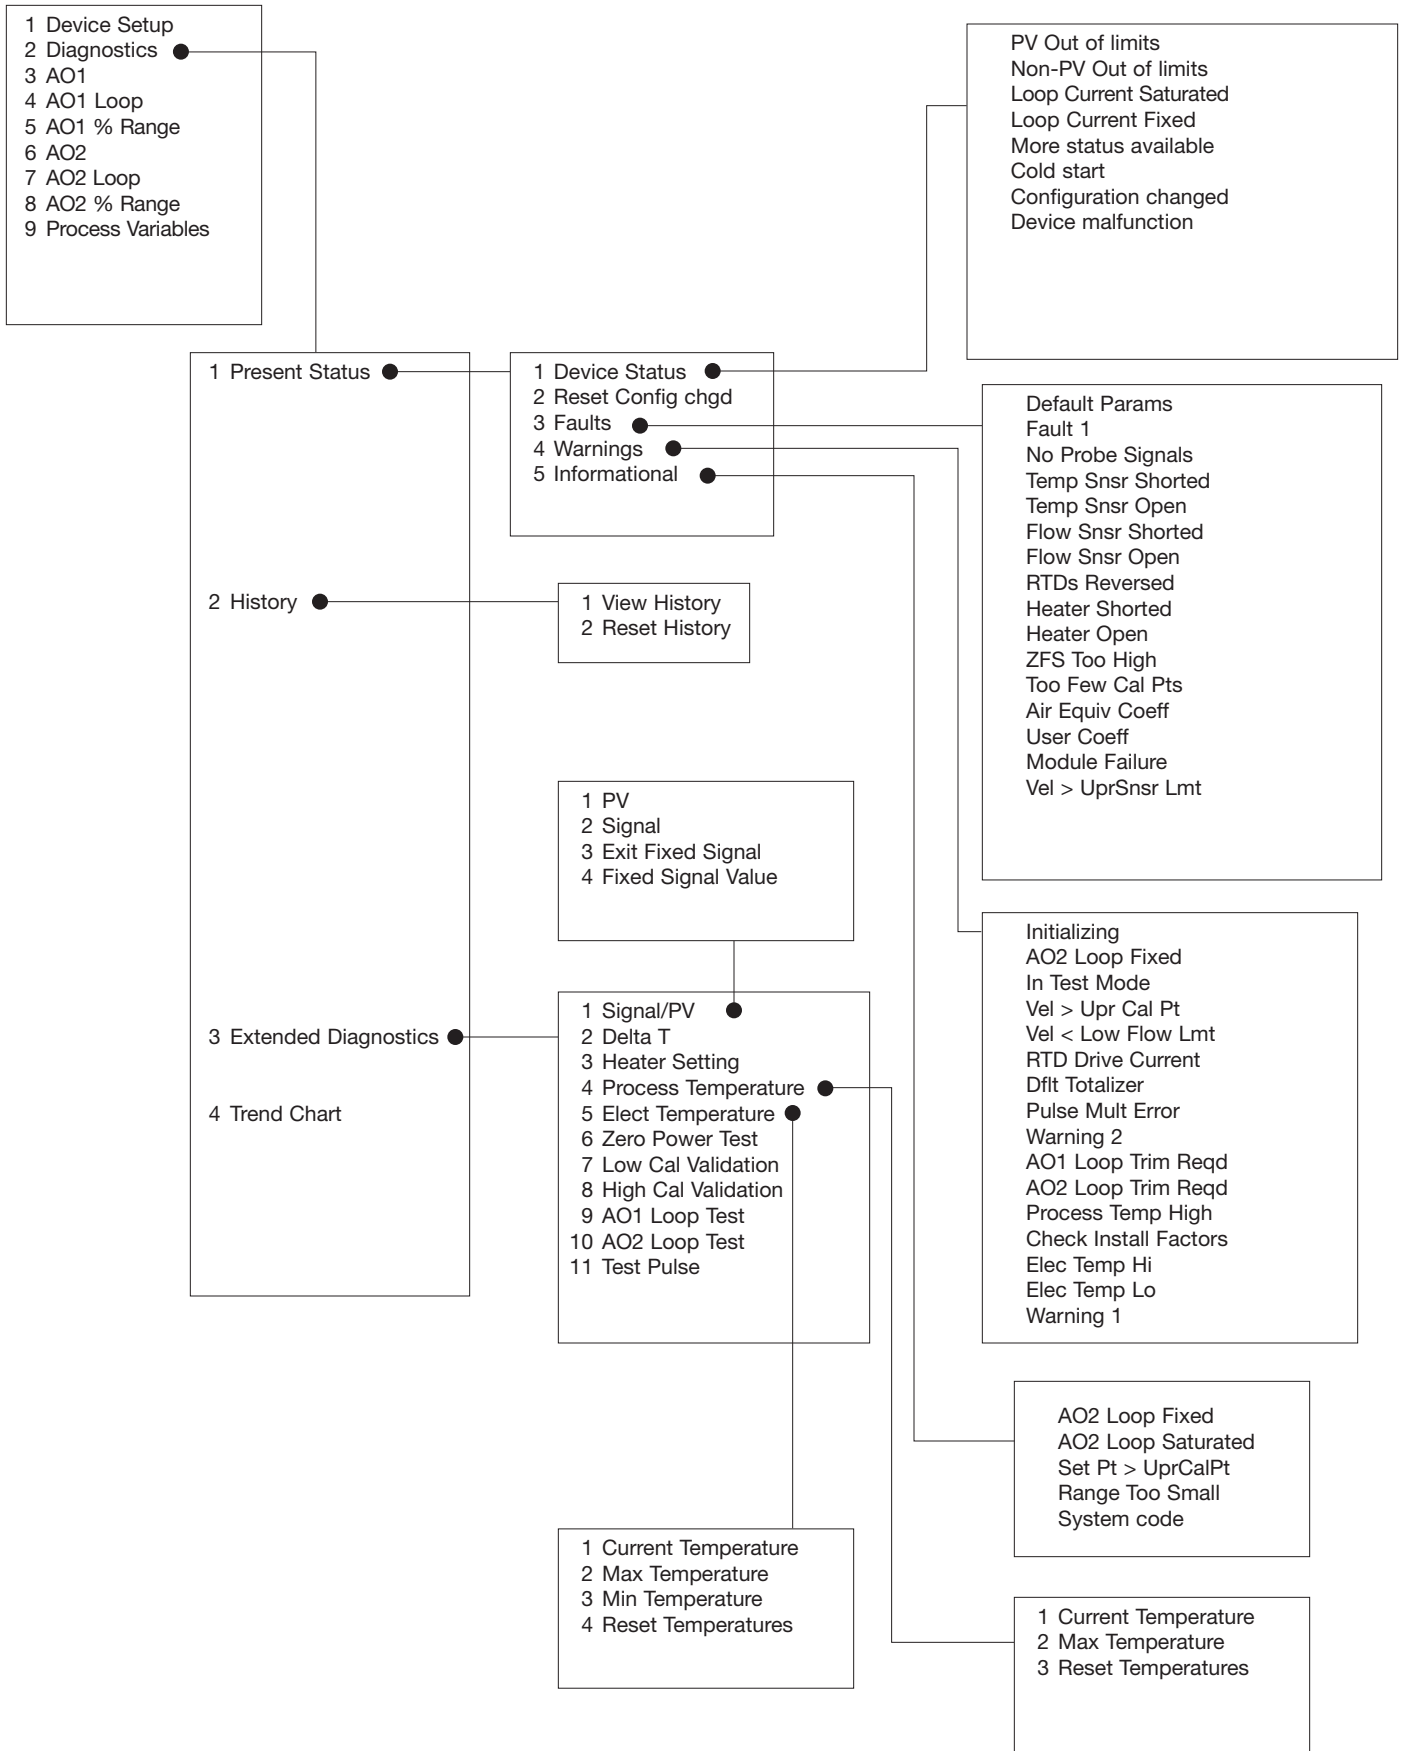 1 Device Setup
2 Diagnostics
3 AO1
4 AO1 Loop
5 AO1 % Range
6 AO2
7 AO2 Loop
8 AO2 % Range
9 Process Variables
PV Out of limits
Non-PV Out of limits
Loop Current Saturated
Loop Current Fixed
More status available
Cold start
Configuration changed
Device malfunction
1 Present Status
2 History
3 Extended Diagnostics
4 Trend Chart
1 Device Status
2 Reset Config chgd
3 Faults
4 Warnings
5 Informational
Default Params
Fault 1
No Probe Signals
Temp Snsr Shorted
Temp Snsr Open
Flow Snsr Shorted
Flow Snsr Open
RTDs Reversed
Heater Shorted
Heater Open
ZFS Too High
Too Few Cal Pts
Air Equiv Coeff
User Coeff
Module Failure
Vel > UprSnsr Lmt
1 View History
2 Reset History
1 PV
2 Signal
3 Exit Fixed Signal
4 Fixed Signal Value
Initializing
AO2 Loop Fixed
In Test Mode
Vel > Upr Cal Pt
Vel < Low Flow Lmt
RTD Drive Current
Dflt Totalizer
Pulse Mult Error
Warning 2
AO1 Loop Trim Reqd
AO2 Loop Trim Reqd
Process Temp High
Check Install Factors
Elec Temp Hi
Elec Temp Lo
Warning 1
1 Signal/PV
2 Delta T
3 Heater Setting
4 Process Temperature
5 Elect Temperature
6 Zero Power Test
7 Low Cal Validation
8 High Cal Validation
9 AO1 Loop Test
10 AO2 Loop Test
11 Test Pulse
AO2 Loop Fixed
AO2 Loop Saturated
Set Pt > UprCalPt
Range Too Small
System code
1 Current Temperature
2 Max Temperature
3 Min Temperature
4 Reset Temperatures
1 Current Temperature
2 Max Temperature
3 Reset Temperatures